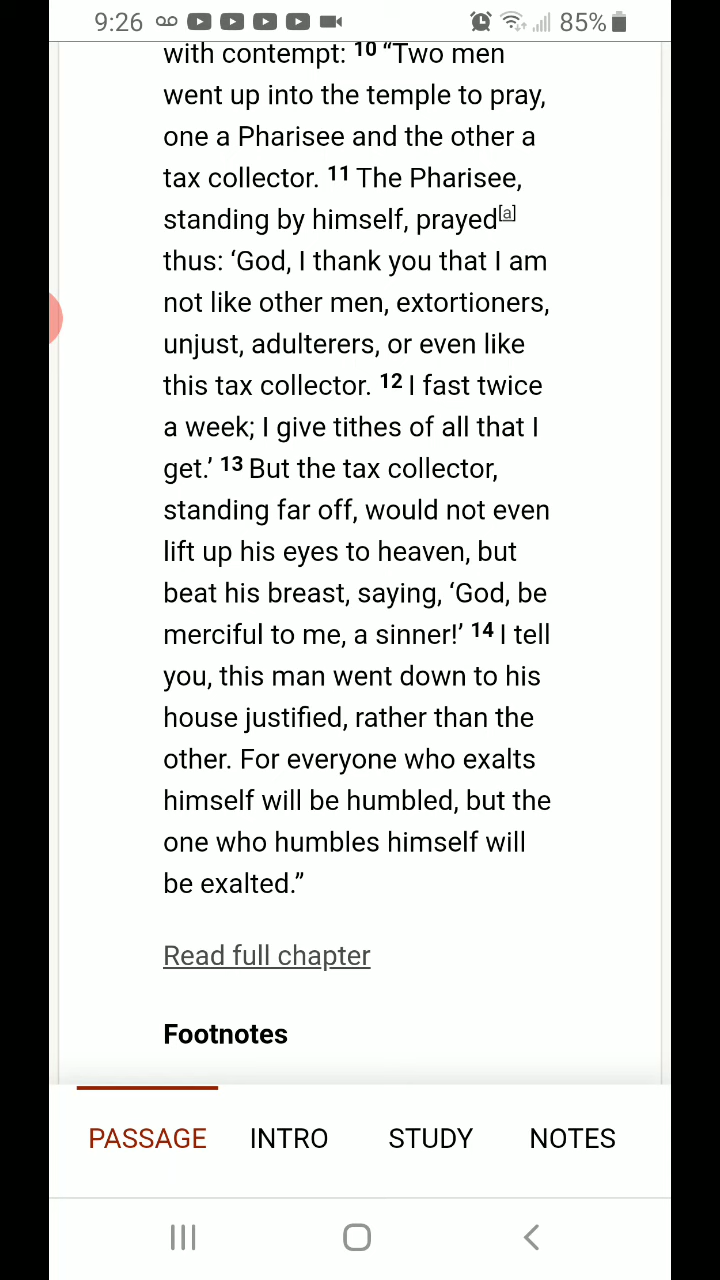 9:26 85%
with contempt: 10 “Two men
went up into the temple to pray,
one a Pharisee and the other a
tax collector. 11 The Pharisee,
standing by himself, prayed[a]
thus: ‘God, I thank you that I am
not like other men, extortioners,
unjust, adulterers, or even like
this tax collector. 12 I fast twice
a week; I give tithes of all that I
get.’ 13 But the tax collector,
standing far off, would not even
lift up his eyes to heaven, but
beat his breast, saying, ‘God, be
merciful to me, a sinner!’ 14 I tell
you, this man went down to his
house justified, rather than the
other. For everyone who exalts
himself will be humbled, but the
one who humbles himself will
be exalted.”
Read full chapter
Footnotes
PASSAGE INTRO STUDY NOTES